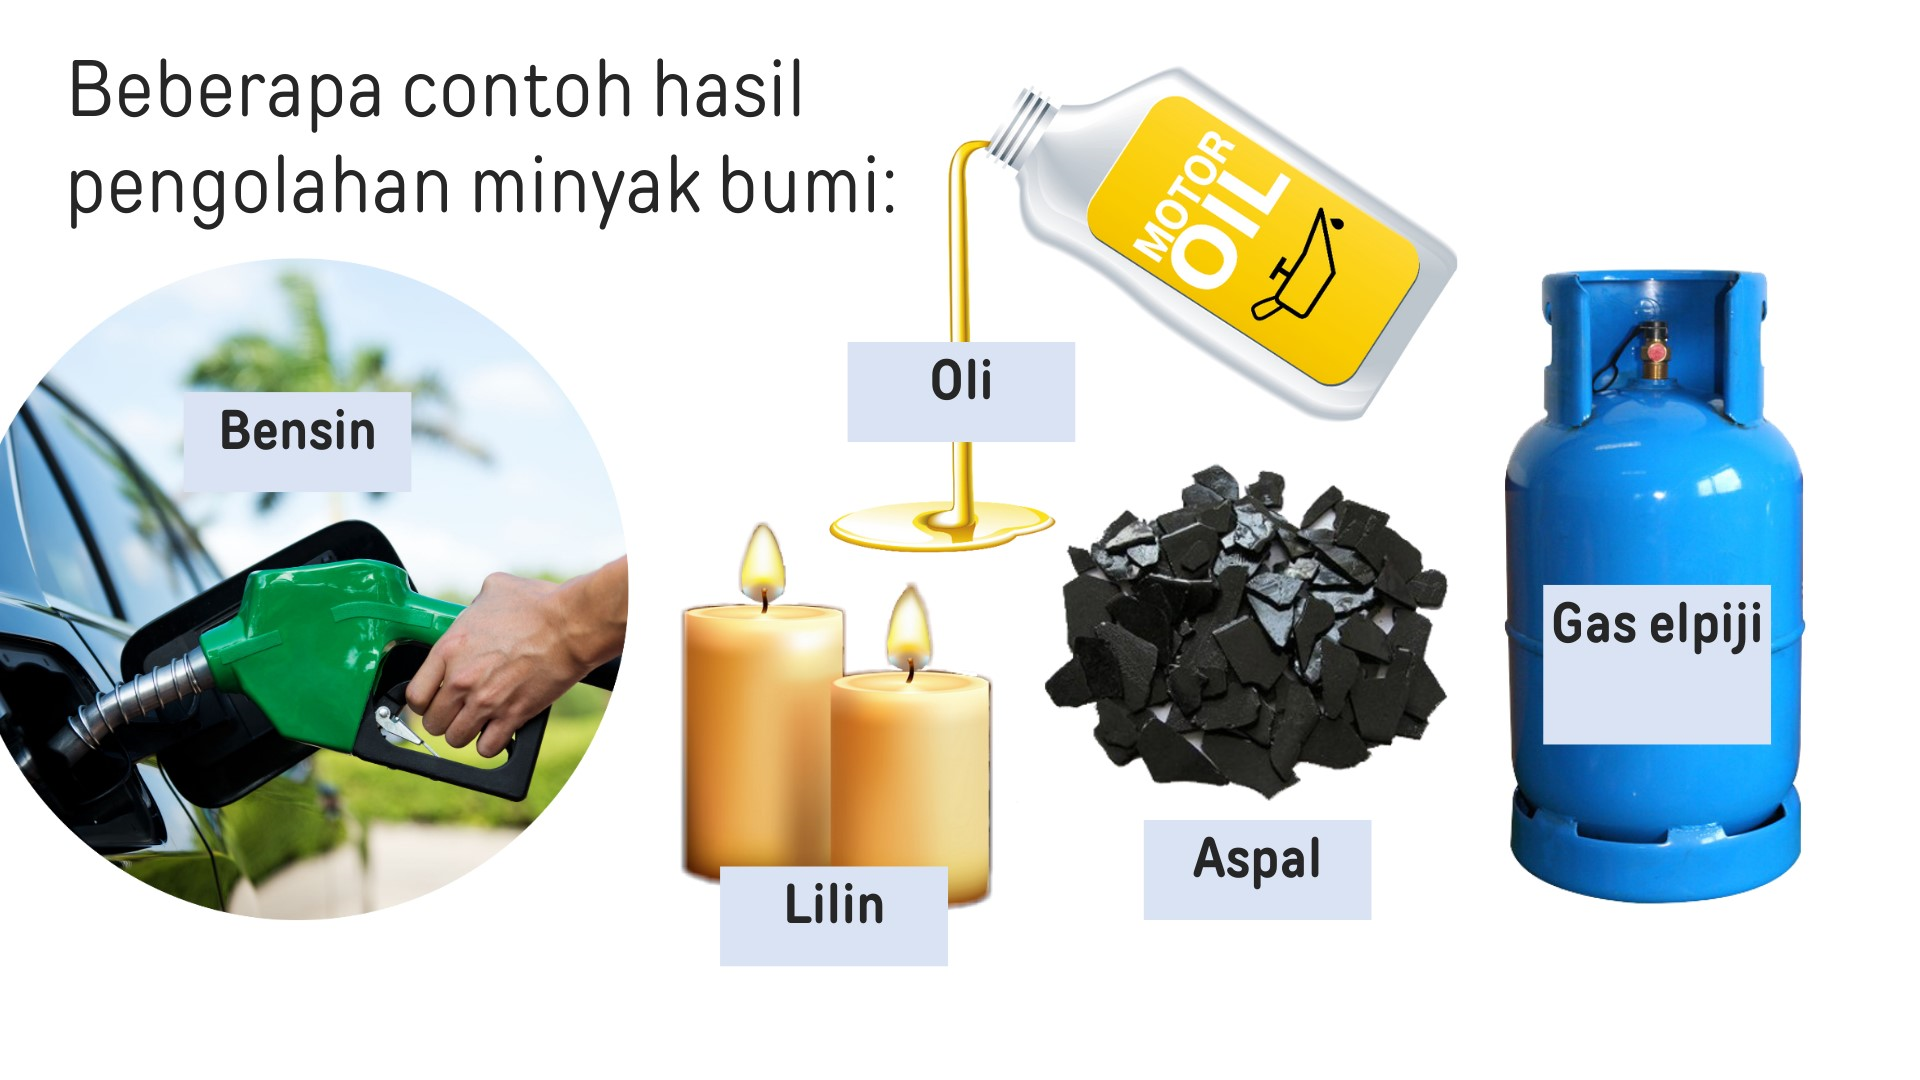 Beberapa contoh hasil
pengolahan minyak bumi:
MOTOR
OIL
Oli
Bensin
Gas elpiji
Aspal
Lilin